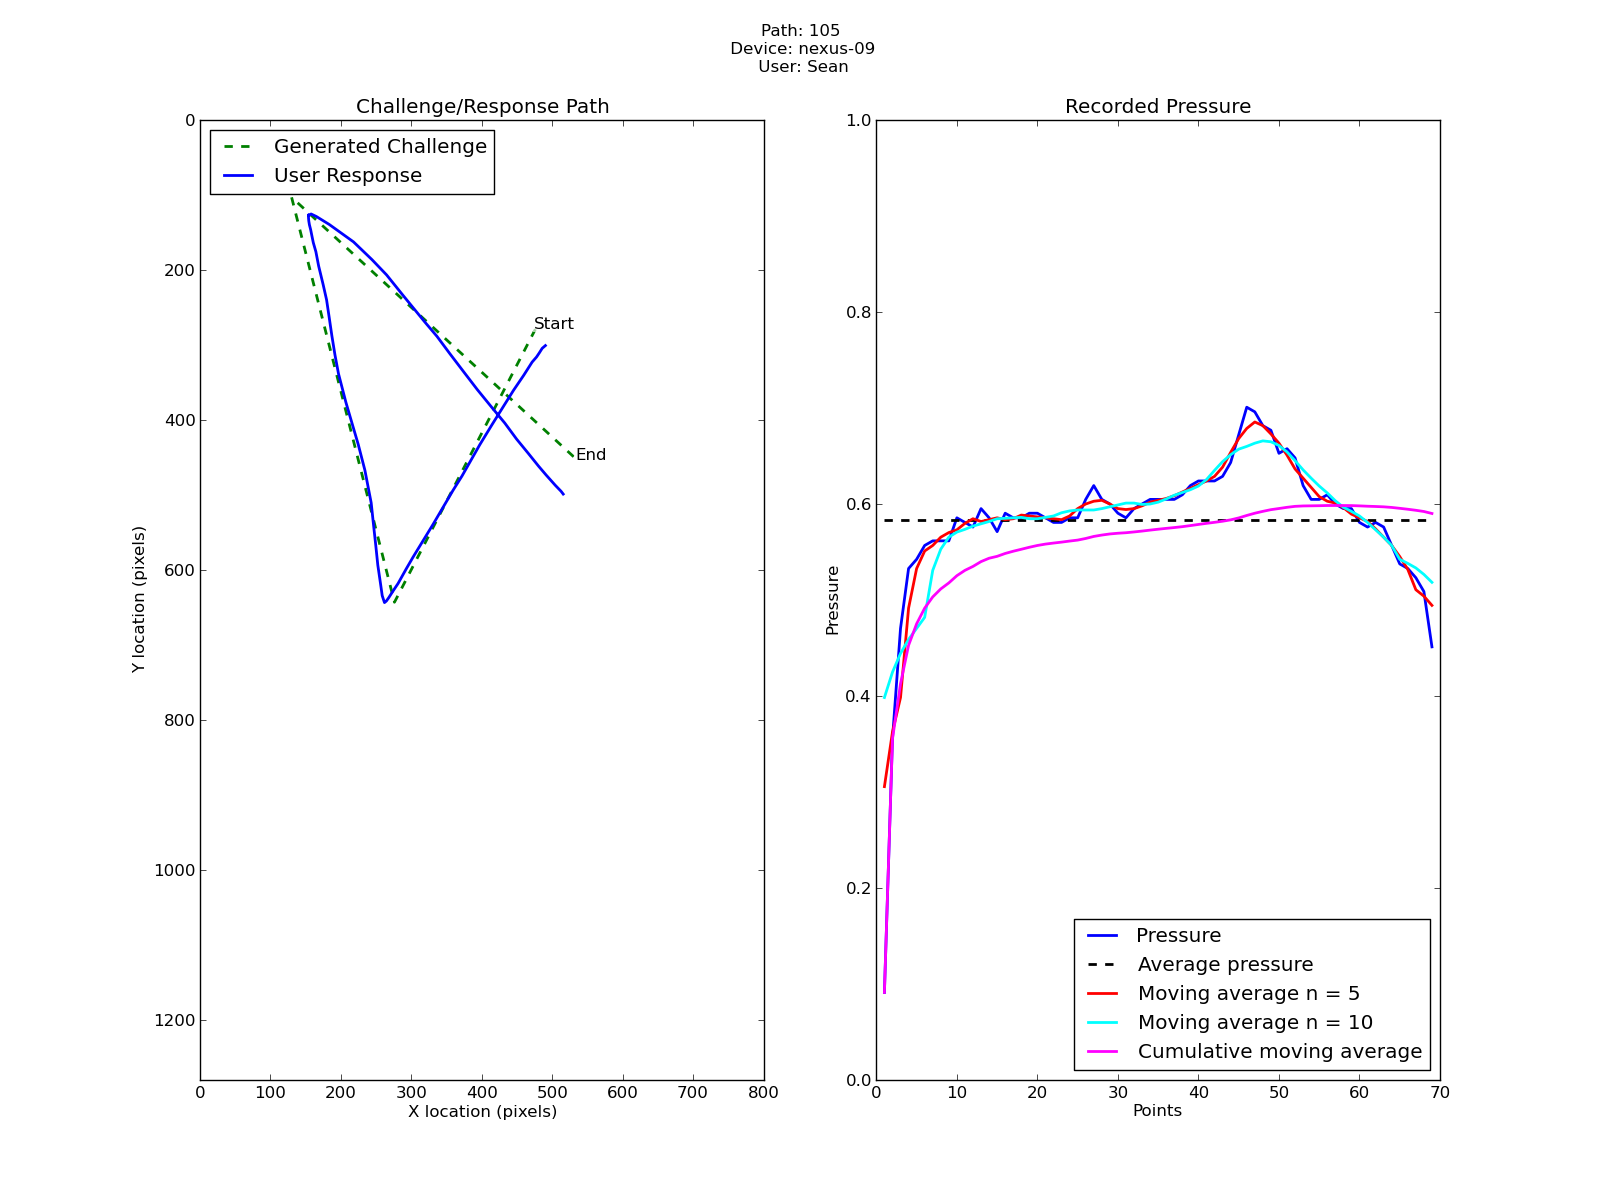 Path: 105
Device: nexus-09
User: Sean
Challenge/Response Path
Generated Challenge
User Response
Start
End
0
200
400
600
800
1000
1200
Y location (pixels)
0 100 200 300 400 500 600 700 800
X location (pixels)
Recorded Pressure
1.0
0.8
0.6
0.4
0.2
0.0
Pressure
Pressure
Average pressure
Moving average n = 5
Moving average n = 10
Cumulative moving average
0 10 20 30 40 50 60 70
Points